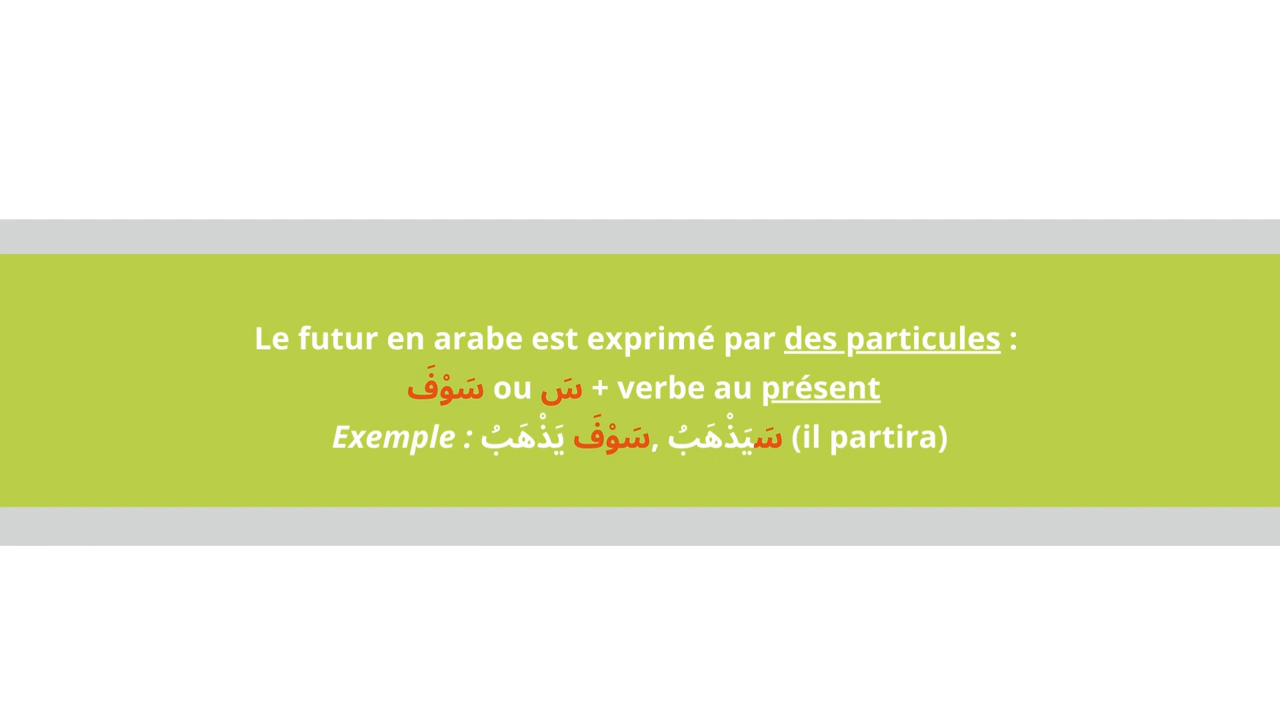 Le futur en arabe est exprimé par des particules :
سَوْفَ ou سَ + verbe au présent
Exemple : سَوْفَ يَذْهَبُ, سَيَذْهَبُ (il partira)